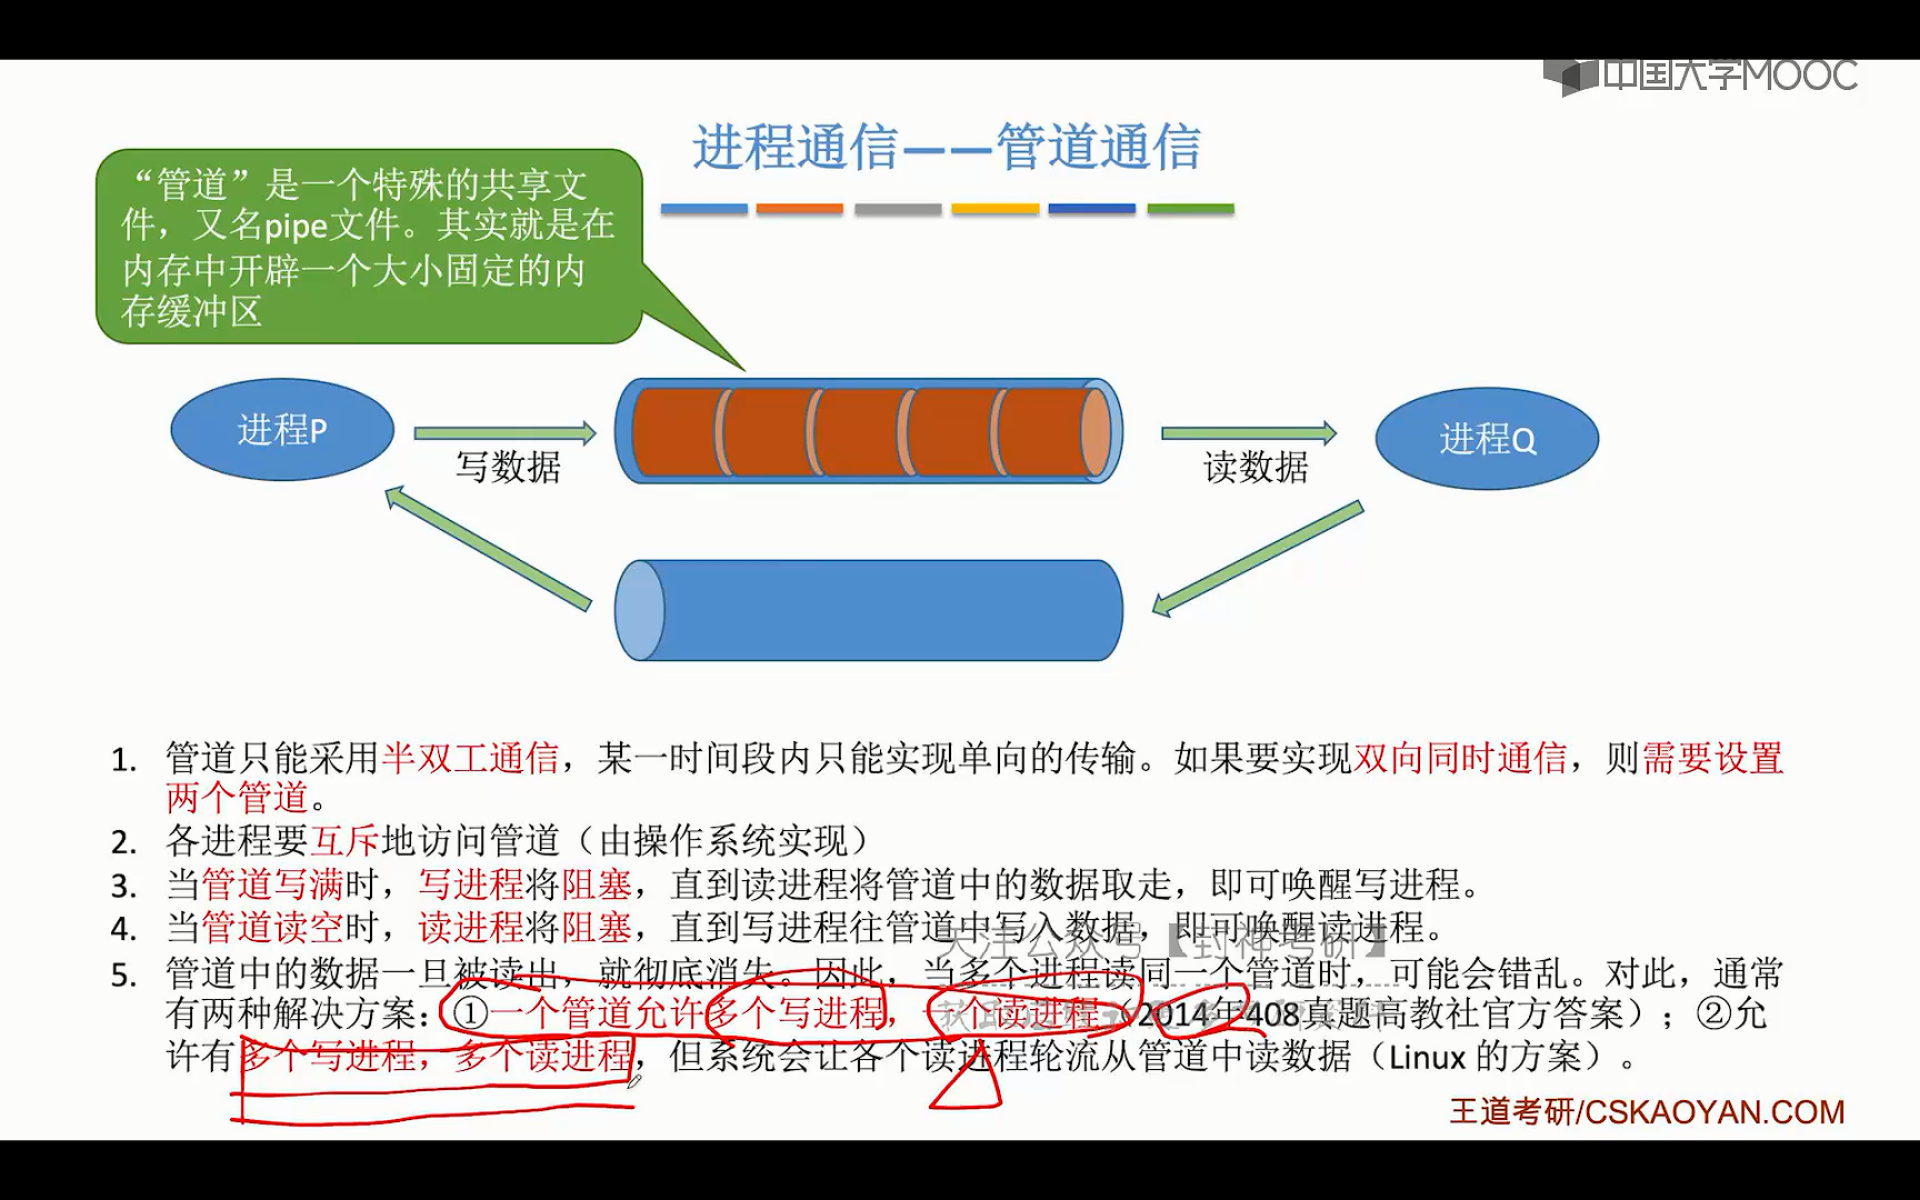 中国大学MOOC
进程通信——管道通信
“管道”是一个特殊的共享文
件，又名pipe文件。其实就是在
内存中开辟一个大小固定的内
存缓冲区
进程P
写数据
读数据
进程Q
1. 管道只能采用半双工通信，某一时间段内只能实现单向的传输。如果要实现双向同时通信，则需要设置
两个管道。
2. 各进程要互斥地访问管道（由操作系统实现）
3. 当管道写满时，写进程将阻塞，直到读进程将管道中的数据取走，即可唤醒写进程。
4. 当管道读空时，读进程将阻塞，直到写进程往管道中写入数据，即可唤醒读进程。
关注公众号【封神考研】
5. 管道中的数据一旦被读出，就彻底消失。因此，当多个进程读同一个管道时，可能会错乱。对此，通常
有两种解决方案：①一个管道允许多个写进程，一个读进程（2014年408真题高教社官方答案）；②允
许有多个写进程，多个读进程，但系统会让各个读进程轮流从管道中读数据（Linux 的方案）。
王道考研/CSKAOYAN.COM